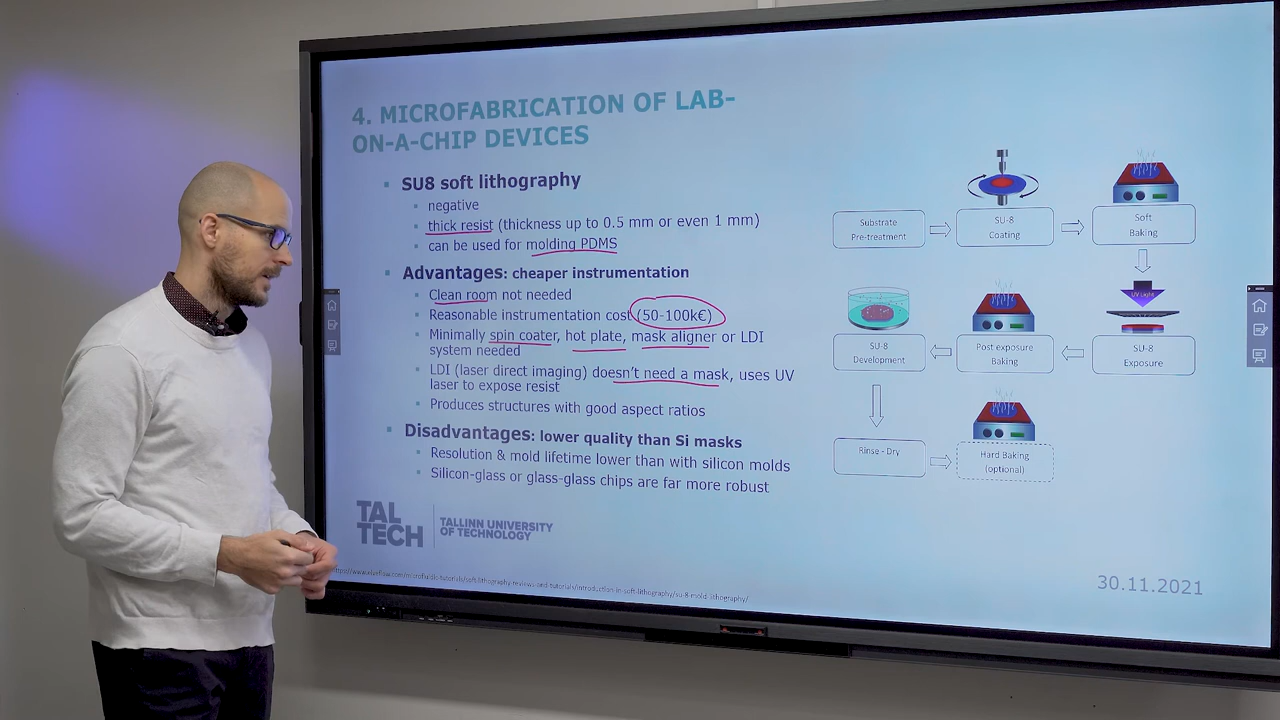 4. MICROFABRICATION OF LAB-
ON-A-CHIP DEVICES
SU8 soft lithography
negative
thick resist (thickness up to 0.5 mm or even 1 mm)
can be used for molding PDMS
Advantages: cheaper instrumentation
Clean room not needed
Reasonable instrumentation cost (50-100k€)
Minimally spin coater, hot plate, mask aligner or LDI
system needed
LDI (laser direct imaging) doesn't need a mask, uses UV
laser to expose resist
Produces structures with good aspect ratios
Disadvantages: lower quality than Si masks
Resolution & mold lifetime lower than with silicon molds
Silicon-glass or glass-glass chips are far more robust
Substrate
Pre-treatment
SU-8
Coating
Soft
Baking
UV Light
SU-8
Exposure
Post exposure
Baking
SU-8
Development
Rinse - Dry
Hard Baking
(optional)
TAL
TECH
TALLINN UNIVERSITY
OF TECHNOLOGY
30.11.2021